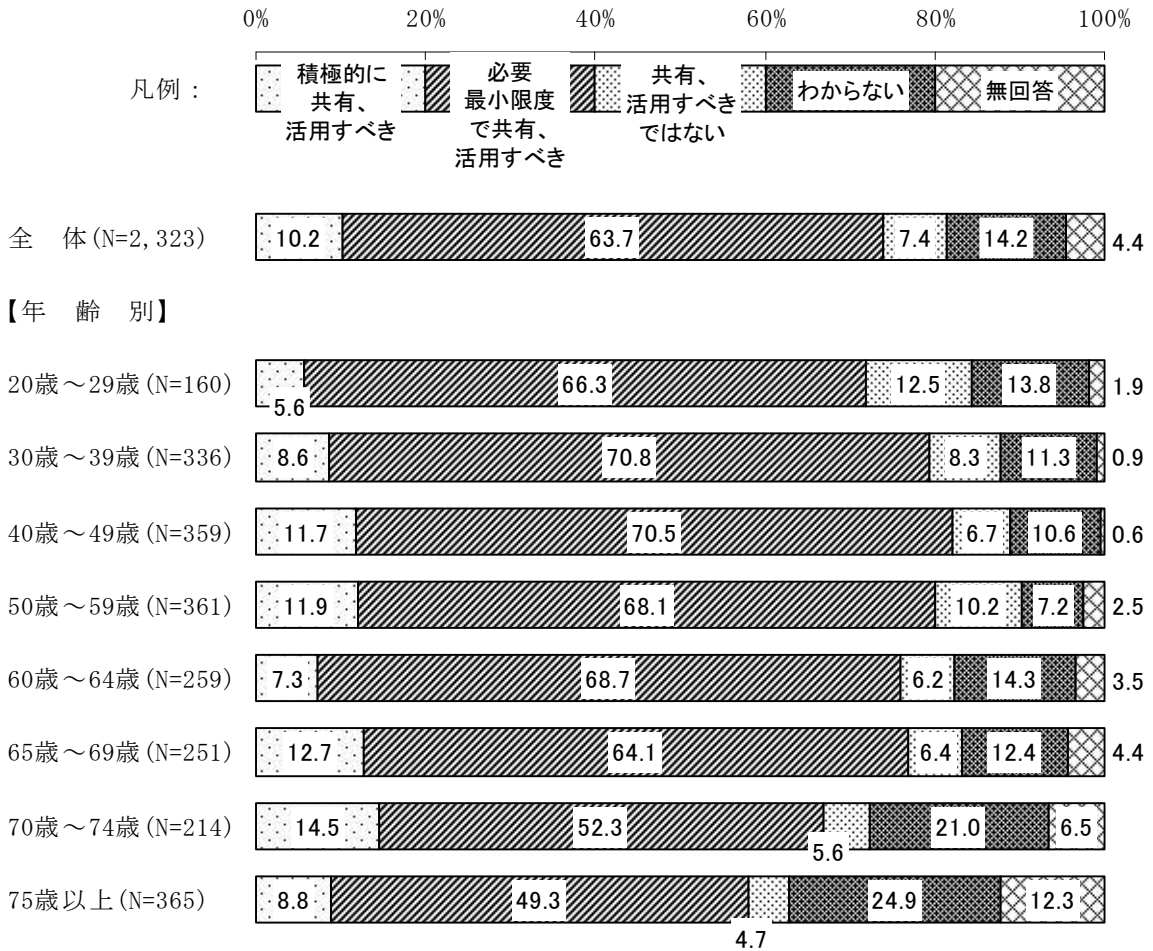 0% 20% 40% 60% 80% 100%
凡例：
積極的に
共有、
活用すべき
必要
最小限度
で共有、
活用すべき
共有、
活用すべき
ではない
わからない
無回答
全　体(N=2,323) 10.2 63.7 7.4 14.2 4.4
【年　齢　別】
20歳～29歳(N=160) 5.6 66.3 12.5 13.8 1.9
30歳～39歳(N=336) 8.6 70.8 8.3 11.3 0.9
40歳～49歳(N=359) 11.7 70.5 6.7 10.6 0.6
50歳～59歳(N=361) 11.9 68.1 10.2 7.2 2.5
60歳～64歳(N=259) 7.3 68.7 6.2 14.3 3.5
65歳～69歳(N=251) 12.7 64.1 6.4 12.4 4.4
70歳～74歳(N=214) 14.5 52.3 5.6 21.0 6.5
75歳以上(N=365) 8.8 49.3 4.7 24.9 12.3